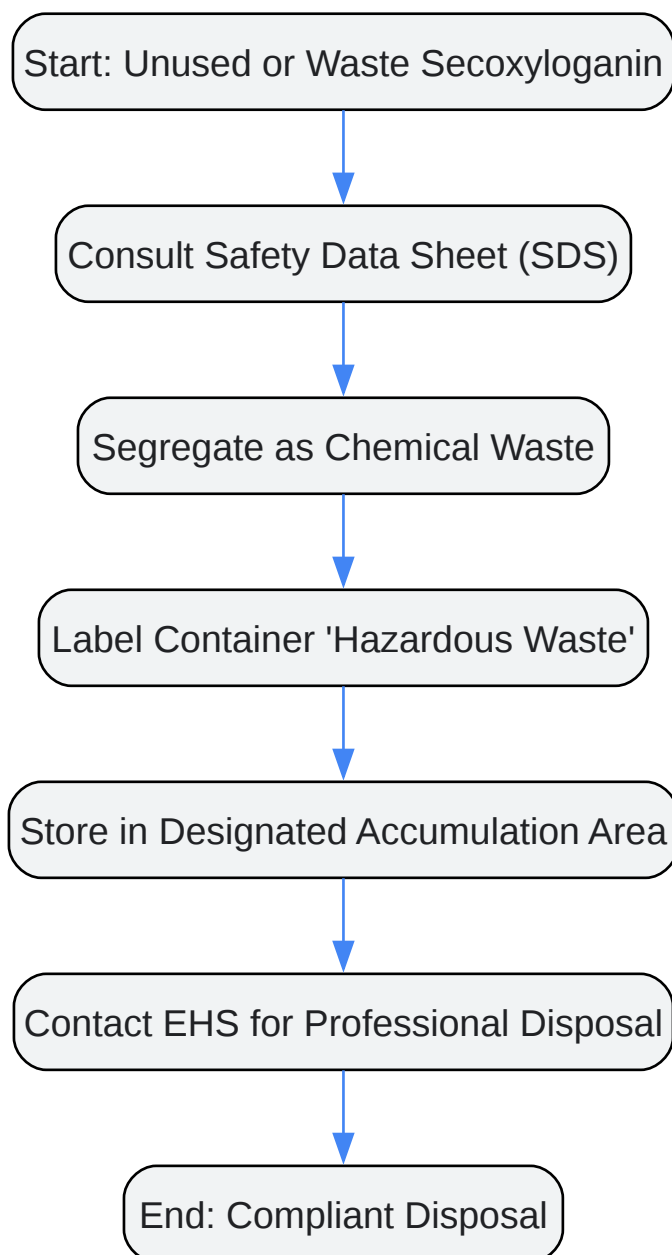 Start: Unused or Waste Secoxyloganin
Consult Safety Data Sheet (SDS)
Segregate as Chemical Waste
Label Container 'Hazardous Waste'
Store in Designated Accumulation Area
Contact EHS for Professional Disposal
End: Compliant Disposal